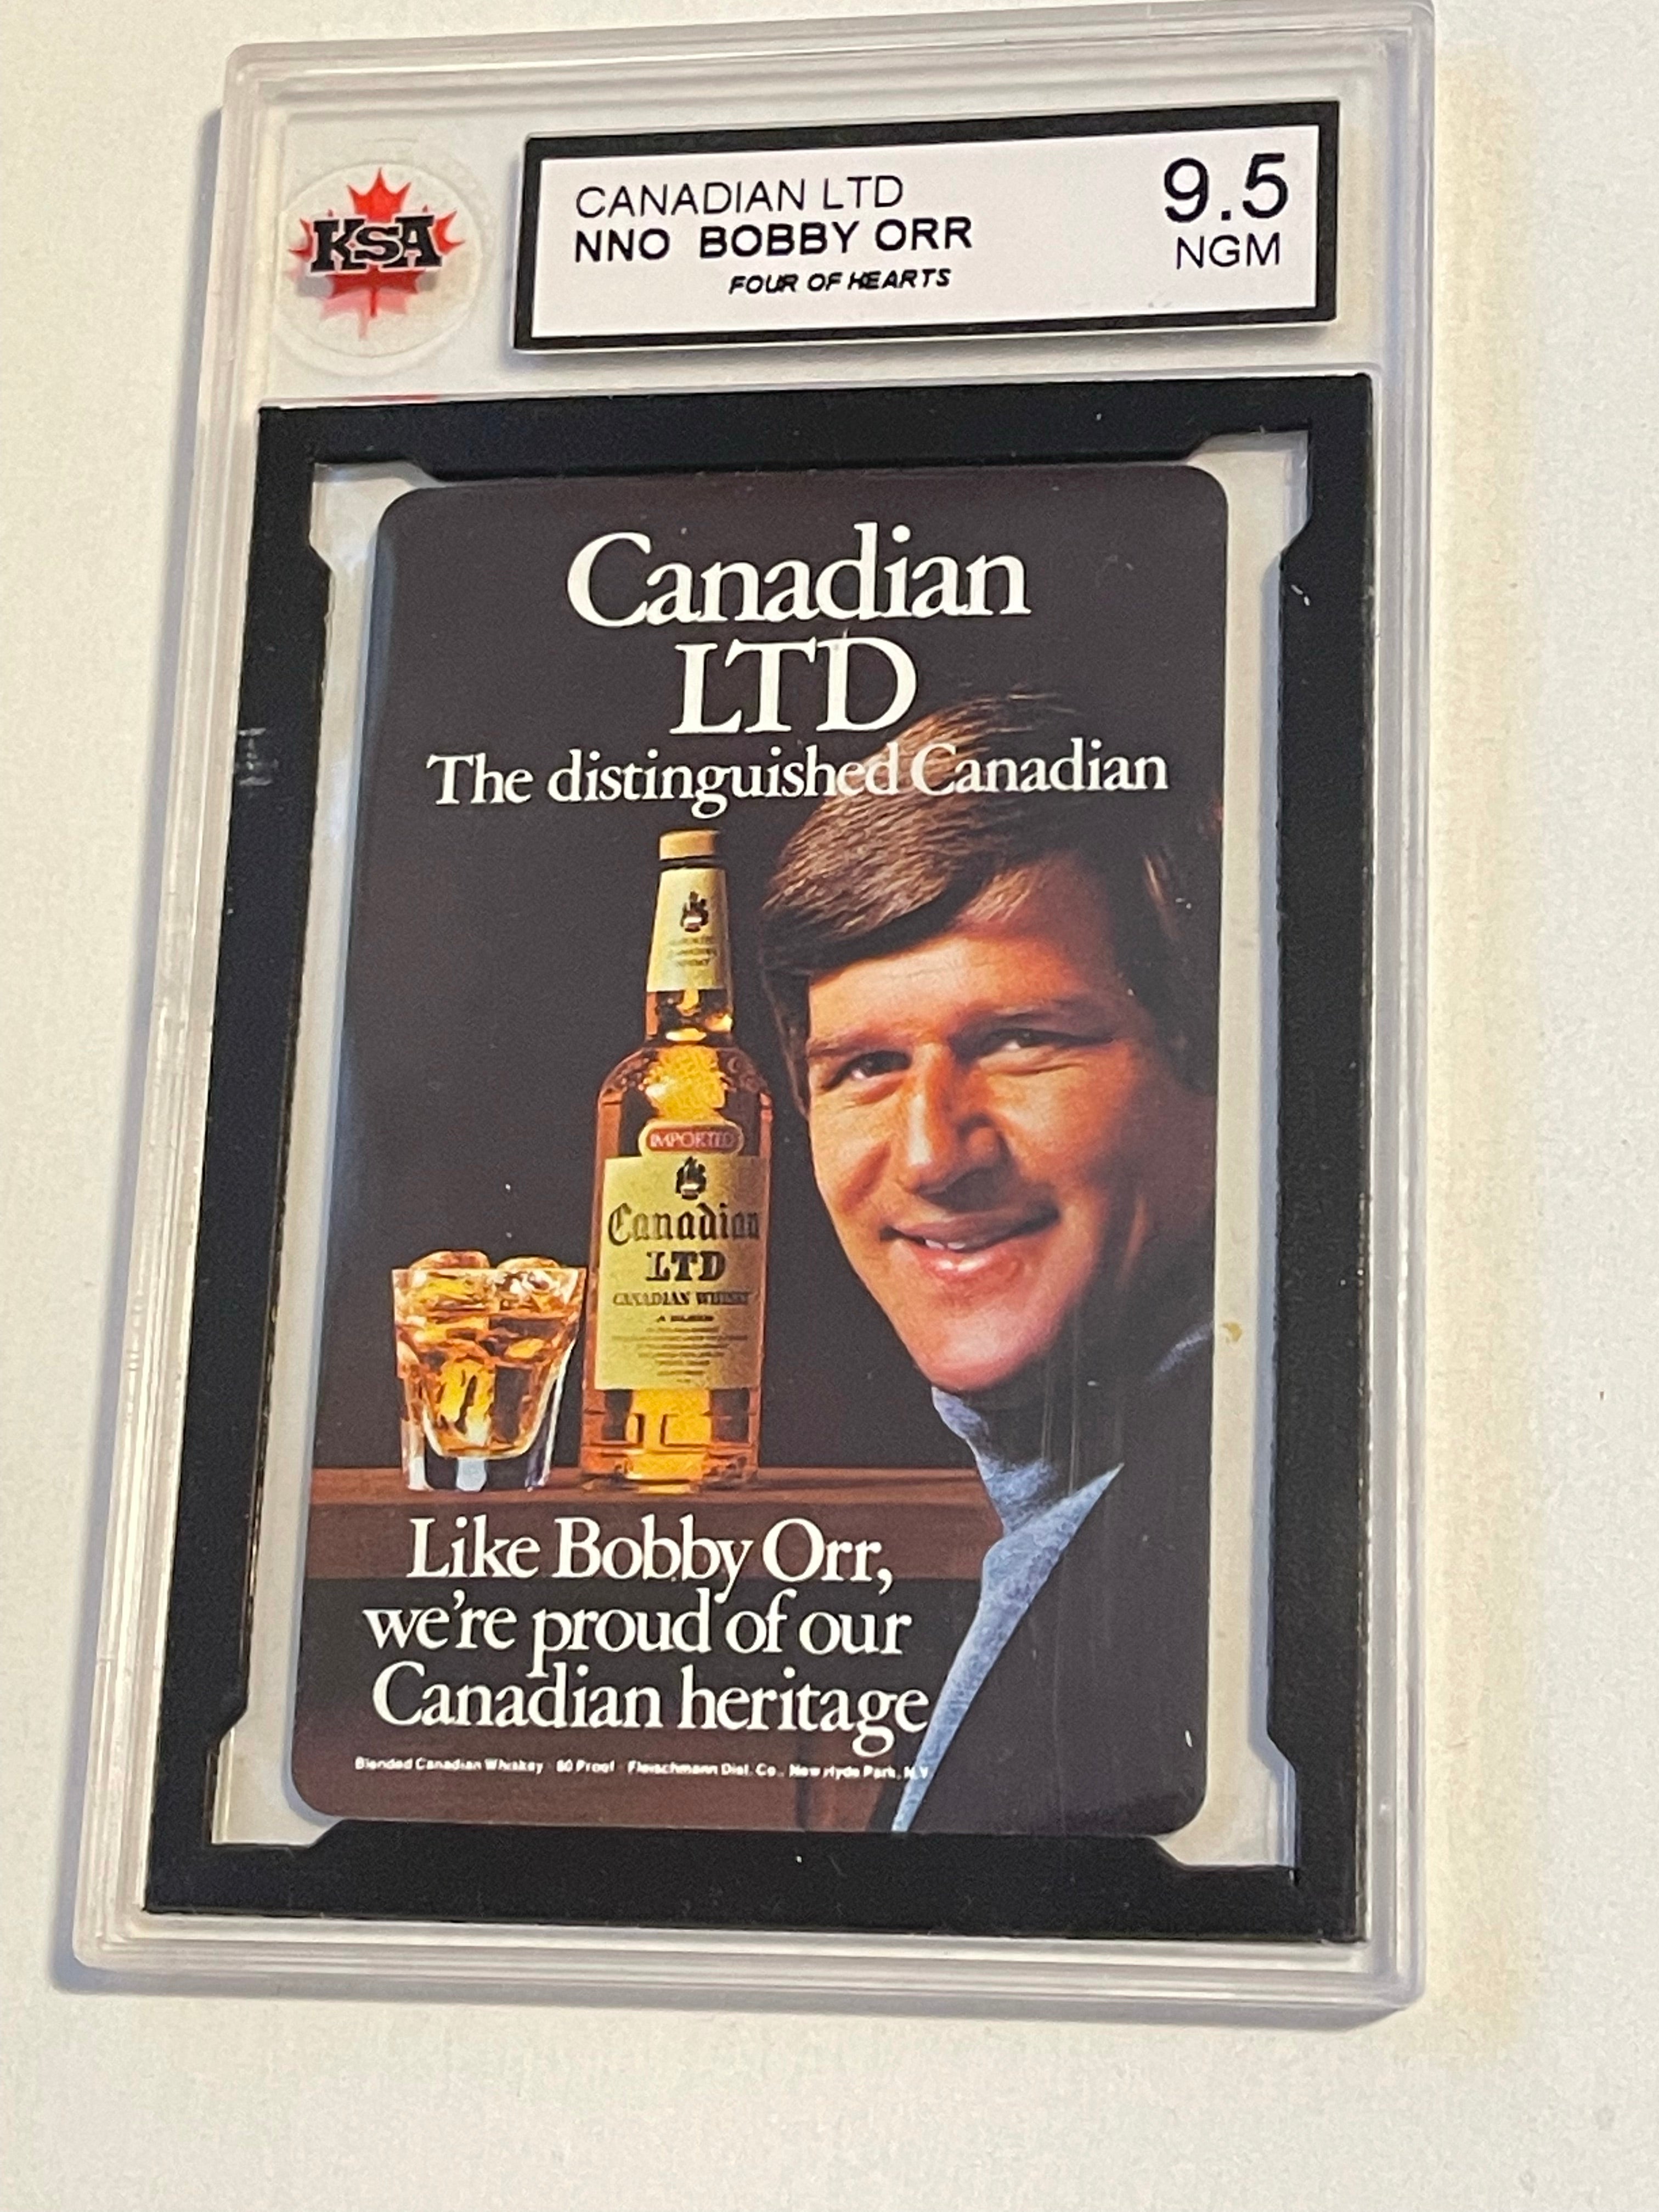 KSA
CANADIAN LTD
NNO BOBBY ORR
FOUR OF HEARTS
9.5
NGM
Canadian
LTD
The distinguished Canadian
IMPORTED
Canadian
LTD
CANADIAN WHISKY
A BLEND
Like Bobby Orr,
we're proud of our
Canadian heritage
Blended Canadian Whiskey · 80 Proof · Fleischmann Dist. Co., New Hyde Park, N.Y.